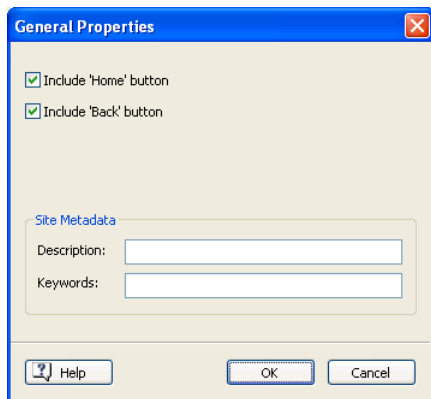 General Properties
Include 'Home' button
Include 'Back' button
Site Metadata
Description:
Keywords:
Help OK Cancel